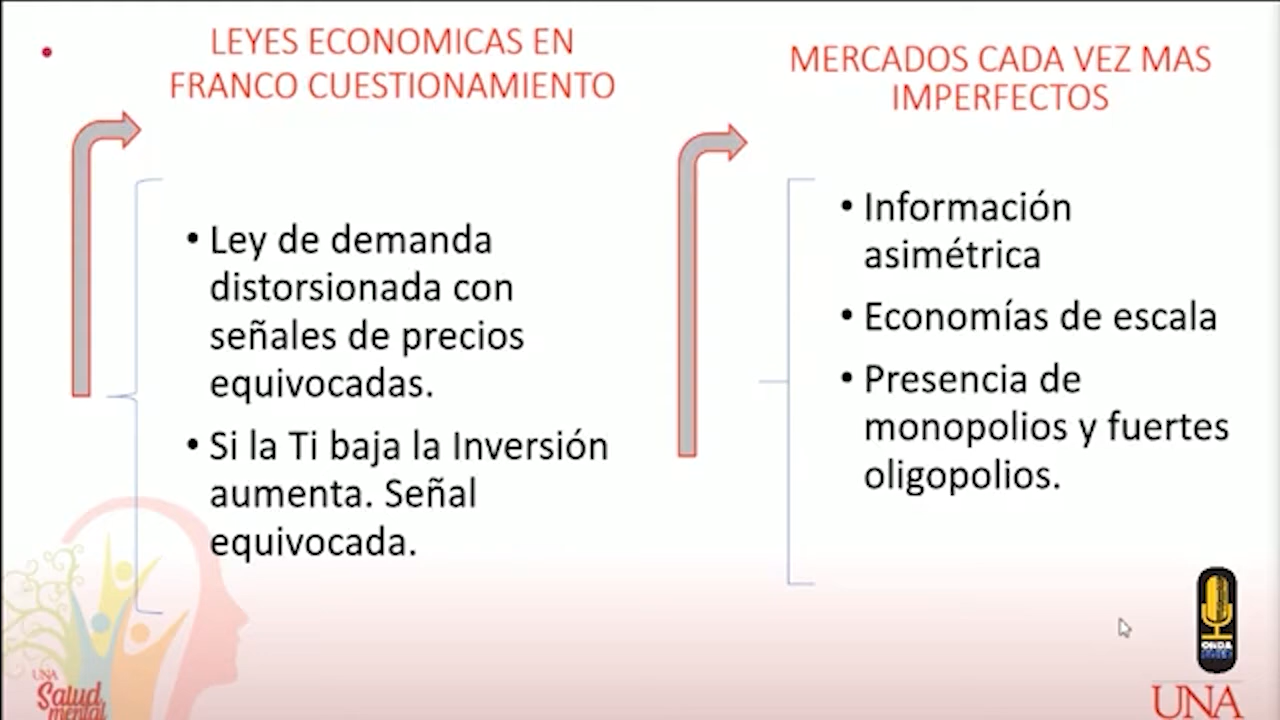 LEYES ECONOMICAS EN
FRANCO CUESTIONAMIENTO
• Ley de demanda
distorsionada con
señales de precios
equivocadas.
• Si la Ti baja la Inversión
aumenta. Señal
equivocada.
MERCADOS CADA VEZ MAS
IMPERFECTOS
• Información
asimétrica
• Economías de escala
• Presencia de
monopolios y fuertes
oligopolios.
UNA
Salud
mental
ONDA
UNA